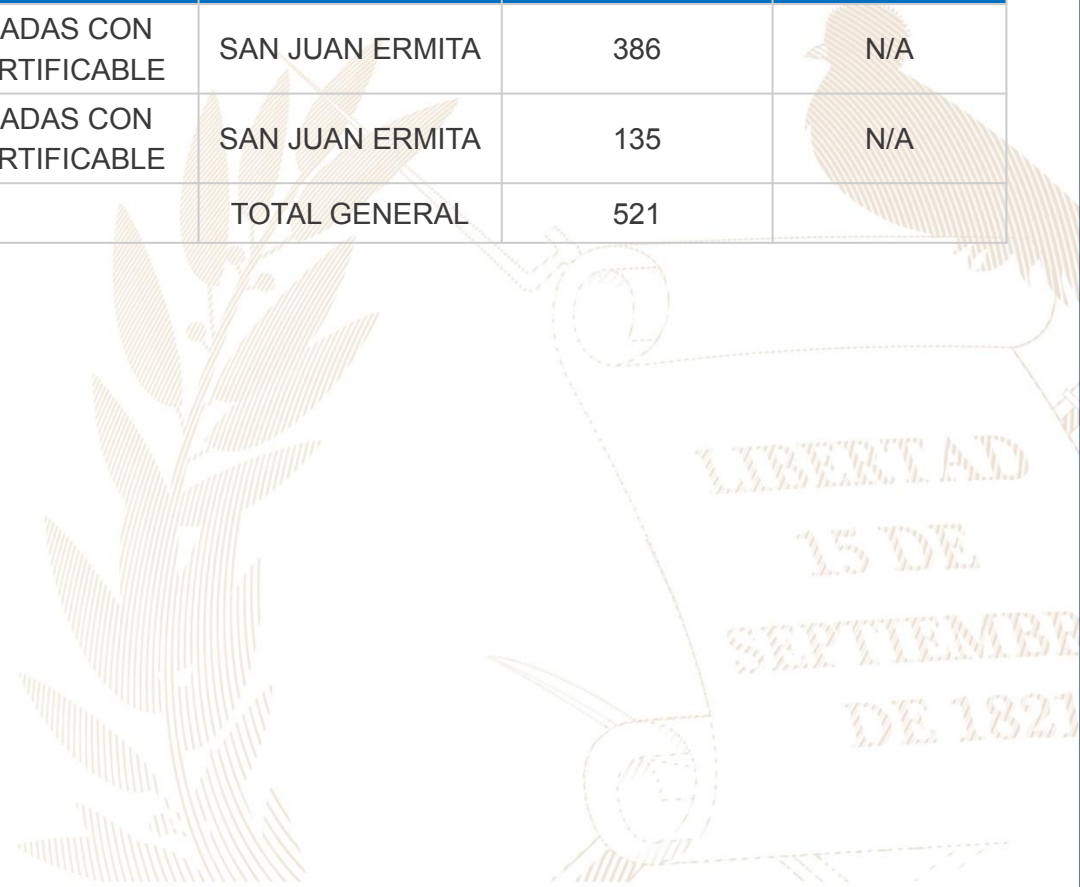 ADAS CON
RTIFICABLE
SAN JUAN ERMITA
386
N/A
ADAS CON
RTIFICABLE
SAN JUAN ERMITA
135
N/A
TOTAL GENERAL
521
LIBERTAD
15 DE
SEPTIEMBE
DE 1821